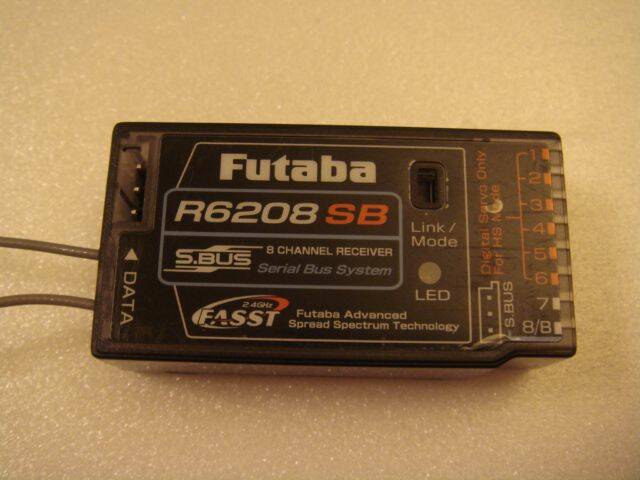 Futaba
R6208 SB
S.BUS
8 CHANNEL RECEIVER
Serial Bus System
2.4GHz
FASST
Futaba Advanced
Spread Spectrum Technology
◀ DATA
Link /
Mode
LED
Digital Servo Only
For HS Mode
S.BUS
1
2
3
4
5
6
7
8/B